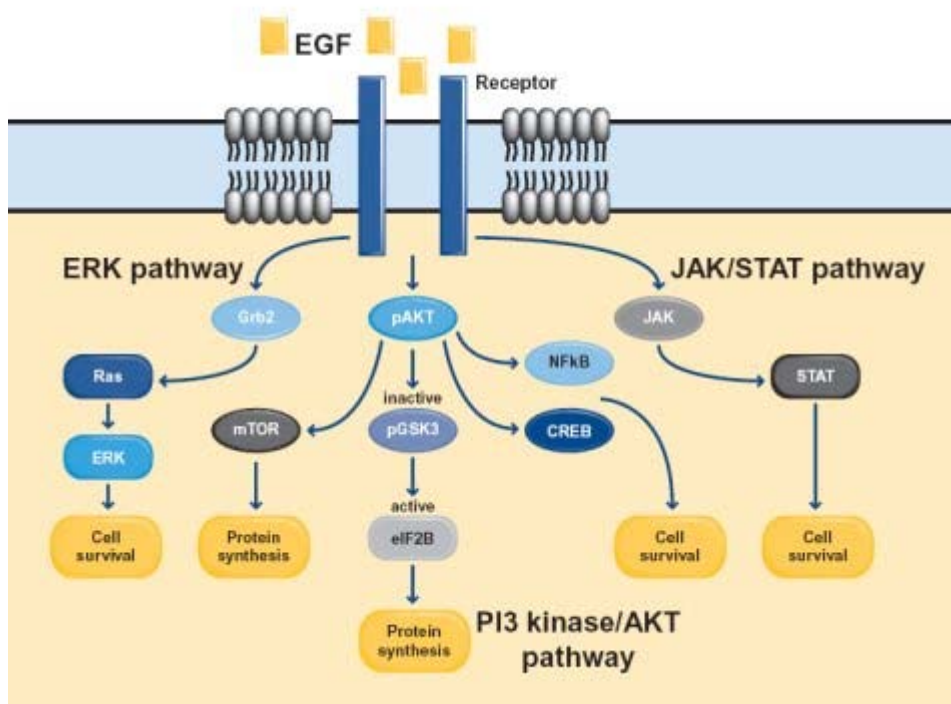 EGF
Receptor
ERK pathway
JAK/STAT pathway
Grb2
pAKT
JAK
NFkB
Ras
STAT
inactive
mTOR
pGSK3
CREB
ERK
active
eIF2B
Cell
survival
Protein
synthesis
Cell
survival
Cell
survival
Protein
synthesis
PI3 kinase/AKT
pathway